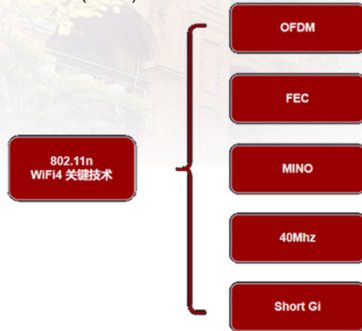 OFDM
FEC
802.11n
WiFi4 关键技术
MINO
40Mhz
Short Gi